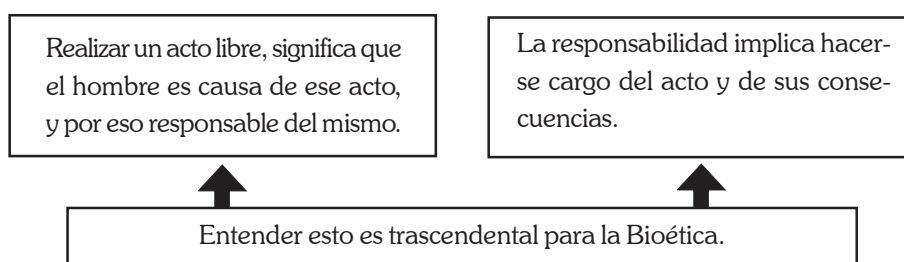 Realizar un acto libre, significa que
el hombre es causa de ese acto,
y por eso responsable del mismo.
La responsabilidad implica hacer-
se cargo del acto y de sus conse-
cuencias.
Entender esto es trascendental para la Bioética.